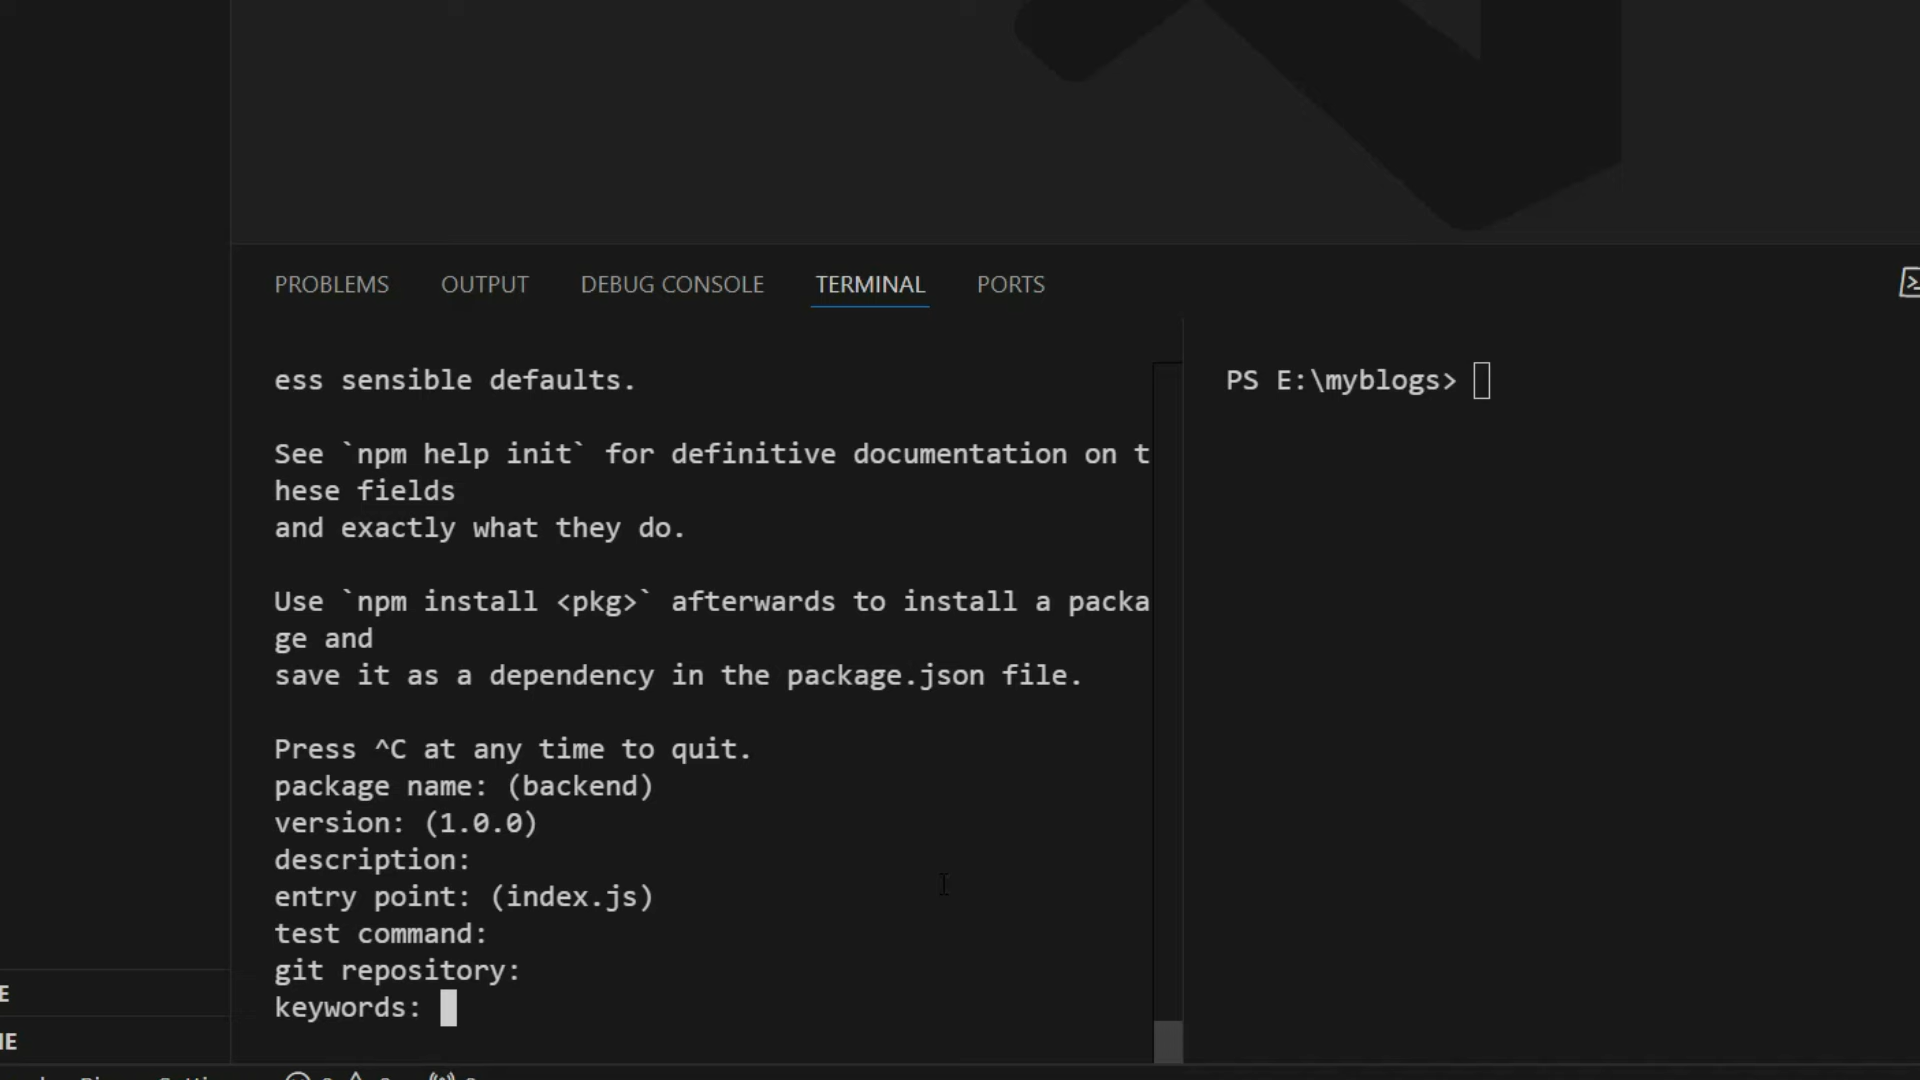 PROBLEMS OUTPUT DEBUG CONSOLE TERMINAL PORTS
ess sensible defaults.
See `npm help init` for definitive documentation on t
hese fields
and exactly what they do.
Use `npm install <pkg>` afterwards to install a packa
ge and
save it as a dependency in the package.json file.
Press ^C at any time to quit.
package name: (backend)
version: (1.0.0)
description:
entry point: (index.js)
test command:
git repository:
keywords:
PS E:\myblogs>
E
NE